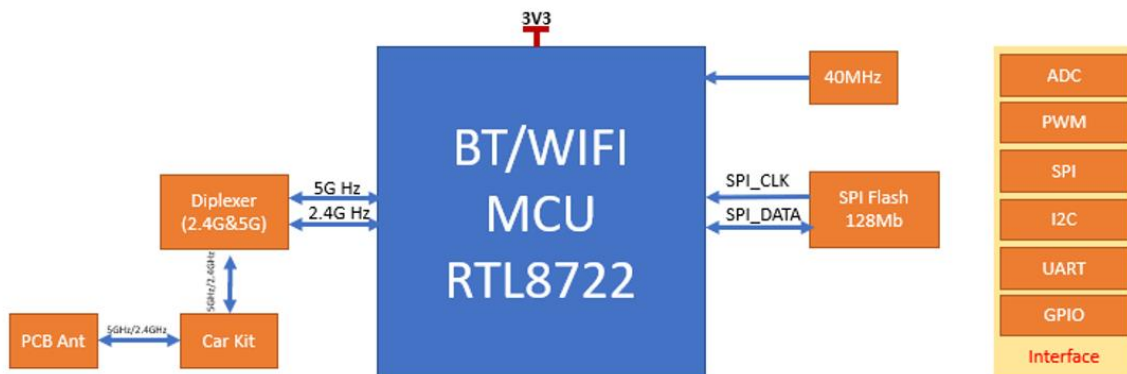 3V3
40MHz
BT/WIFI
MCU
RTL8722
5G Hz
2.4G Hz
Diplexer
(2.4G&5G)
5GHz/2.4GHz
PCB Ant
5GHz/2.4GHz
Car Kit
SPI_CLK
SPI_DATA
SPI Flash
128Mb
ADC
PWM
SPI
I2C
UART
GPIO
Interface